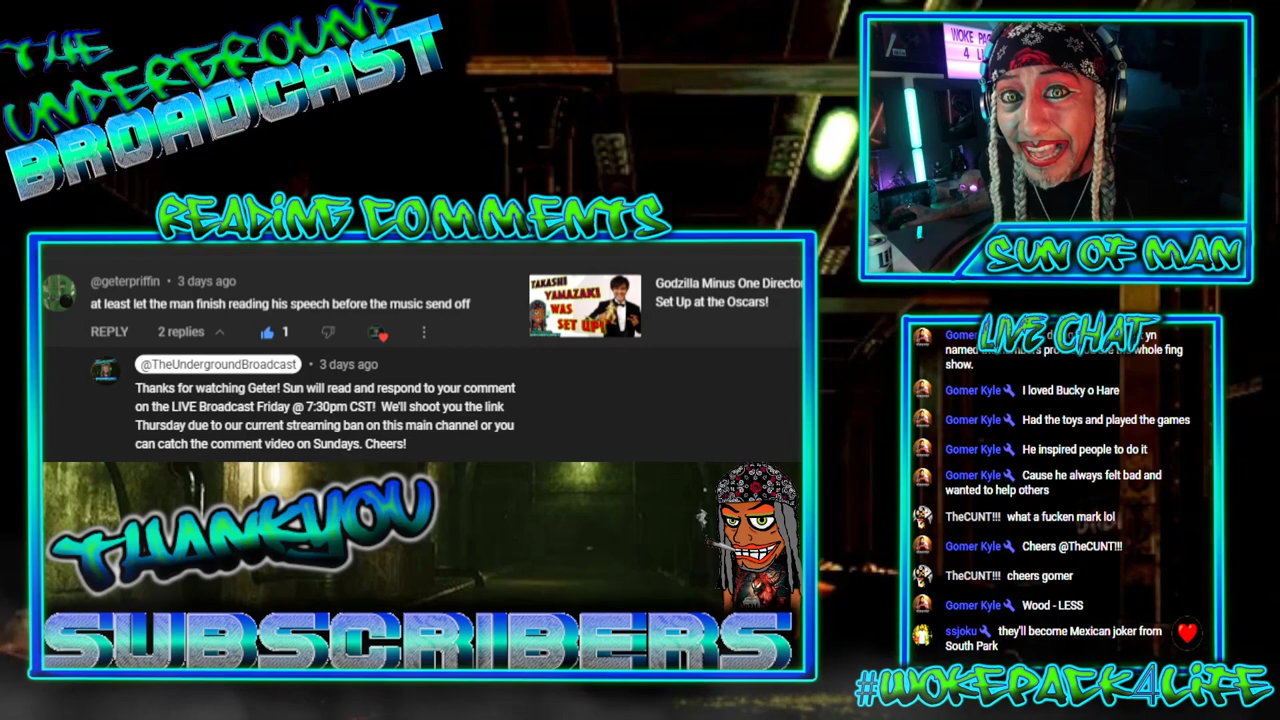 THE
UNDERGROUND
BROADCAST
WOKE PAC
4 LI
SUN OF MAN
READING COMMENTS
@geterpriffin • 3 days ago
at least let the man finish reading his speech before the music send off
REPLY 2 replies 1
TAKASHI
YAMAZAKI
WAS
SET UP!
Godzilla Minus One Director
Set Up at the Oscars!
@TheUndergroundBroadcast • 3 days ago
Thanks for watching Geter! Sun will read and respond to your comment
on the LIVE Broadcast Friday @ 7:30pm CST! We'll shoot you the link
Thursday due to our current streaming ban on this main channel or you
can catch the comment video on Sundays. Cheers!
THANKYOU
SUBSCRIBERS
LIVE CHAT
show.
Gomer Kyle I loved Bucky o Hare
Gomer Kyle Had the toys and played the games
Gomer Kyle He inspired people to do it
Gomer Kyle Cause he always felt bad and
wanted to help others
TheCUNT!!! what a fucken mark lol
Gomer Kyle Cheers @TheCUNT!!!
TheCUNT!!! cheers gomer
Gomer Kyle Wood - LESS
ssjoku they'll become Mexican joker from
South Park
#WOKEPACK4LIFE